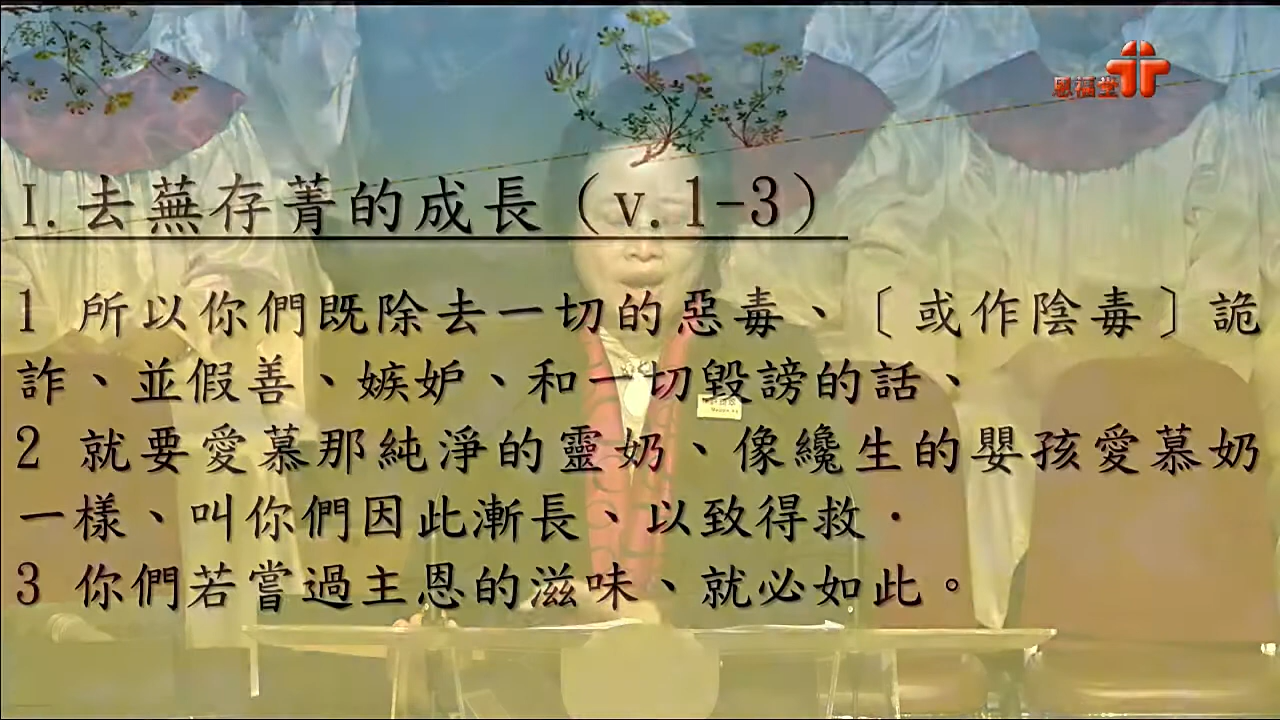 恩福堂
I. 去蕪存菁的成長（v. 1-3）
1 所以你們既除去一切的惡毒、〔或作陰毒〕詭
詐、並假善、嫉妒、和一切毀謗的話、
2 就要愛慕那純淨的靈奶、像纔生的嬰孩愛慕奶
一樣、叫你們因此漸長、以致得救．
3 你們若嘗過主恩的滋味、就必如此。